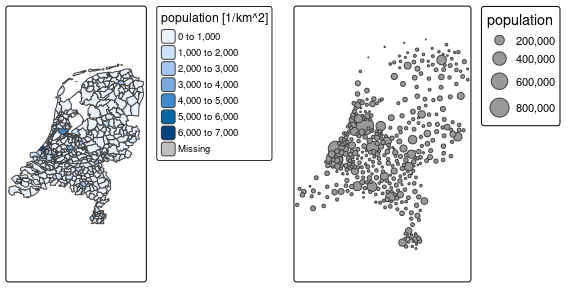 population [1/km^2]
0 to 1,000
1,000 to 2,000
2,000 to 3,000
3,000 to 4,000
4,000 to 5,000
5,000 to 6,000
6,000 to 7,000
Missing
population
200,000
400,000
600,000
800,000